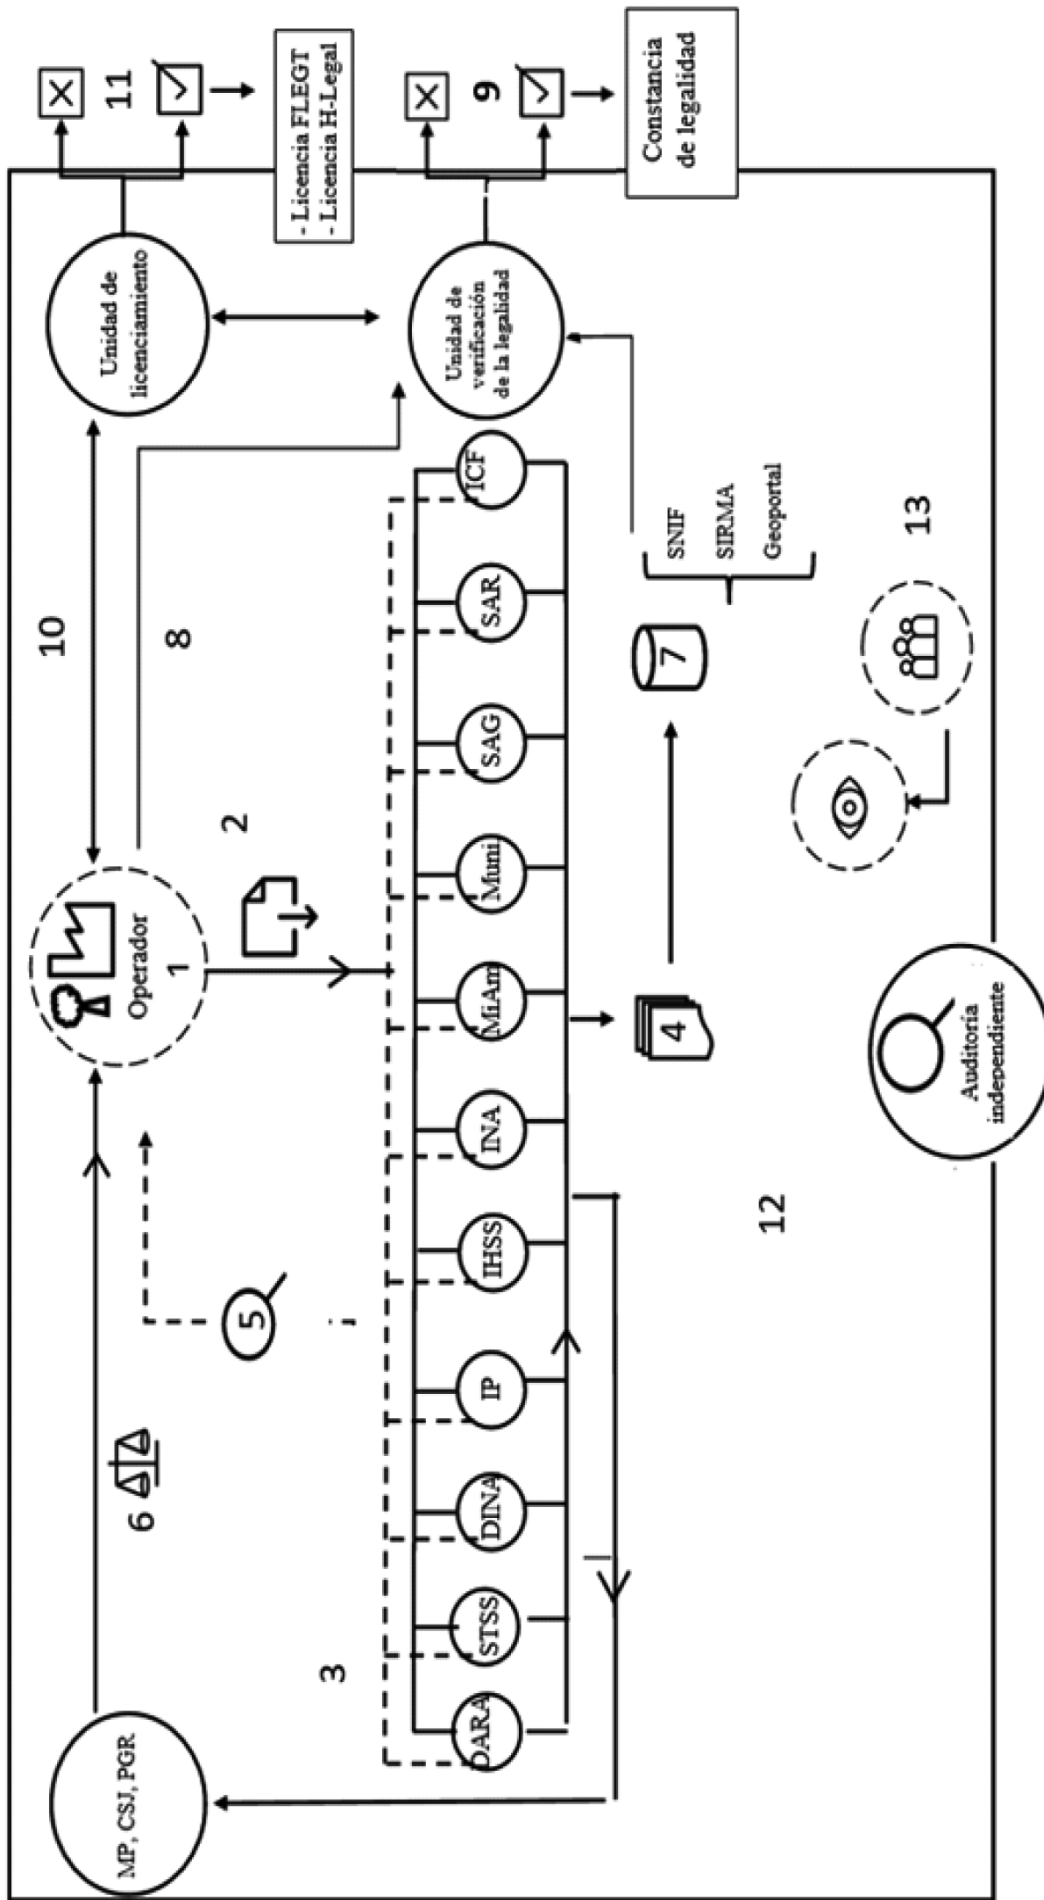 MP, CSJ, PGR
6
Operador
1
10
Unidad de
licenciamiento
11
- Licencia FLEGT
- Licencia H-Legal
5
2
8
3
DARA
STSS
DINA
IP
IHSS
INA
MiAm
Muni
SAG
SAR
ICF
Unidad de
verificación
de la legalidad
9
Constancia
de legalidad
4
7
SNIF
SIRMA
Geoportal
12
Auditoría
independiente
13